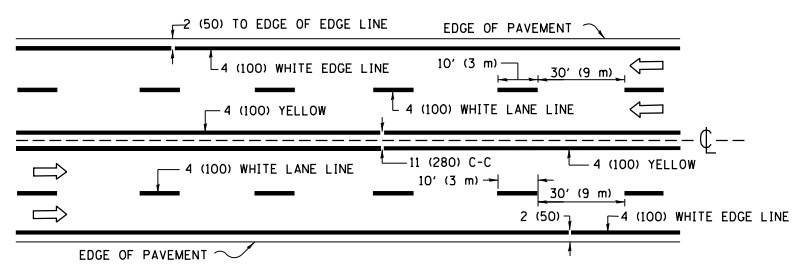 2 (50) TO EDGE OF EDGE LINE
EDGE OF PAVEMENT
4 (100) WHITE EDGE LINE
10' (3 m)
30' (9 m)
4 (100) YELLOW
4 (100) WHITE LANE LINE
℄
11 (280) C-C
4 (100) YELLOW
4 (100) WHITE LANE LINE
10' (3 m)
30' (9 m)
2 (50)
4 (100) WHITE EDGE LINE
EDGE OF PAVEMENT